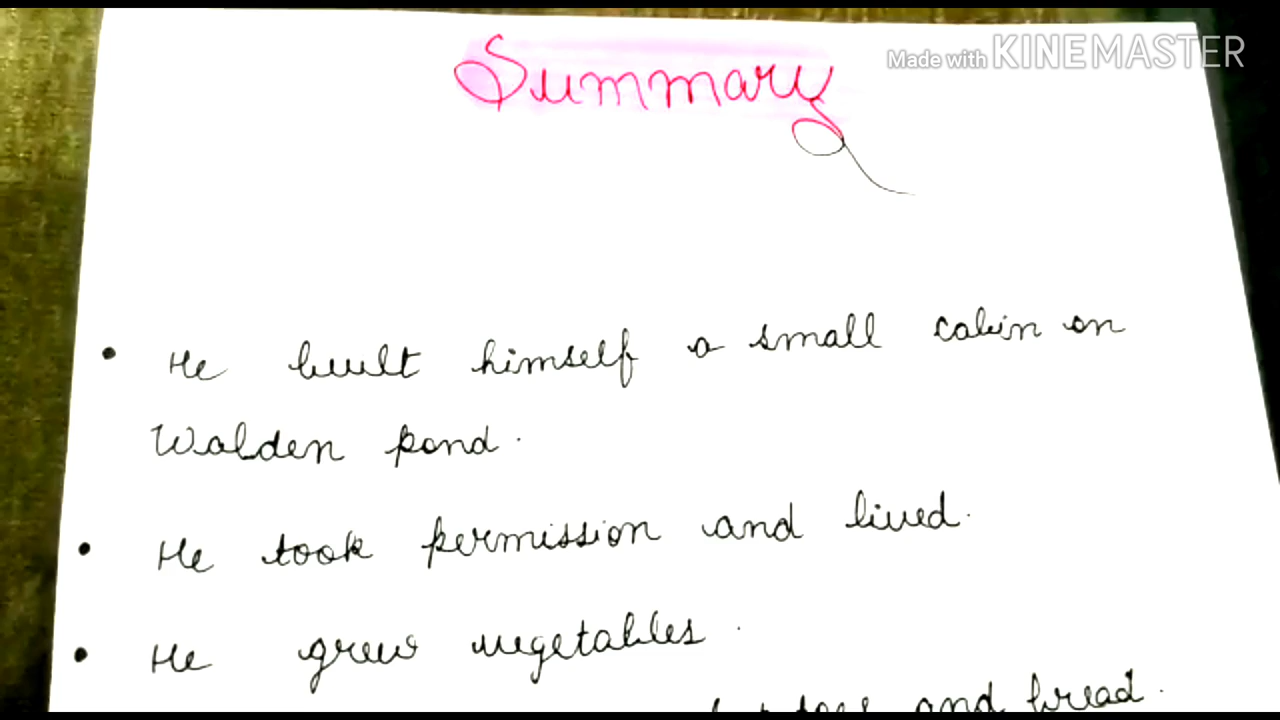 Made with KINEMASTER
Summary
• He built himself a small cabin on
Walden pond.
• He took permission and lived.
• He grew vegetables.
and bread.